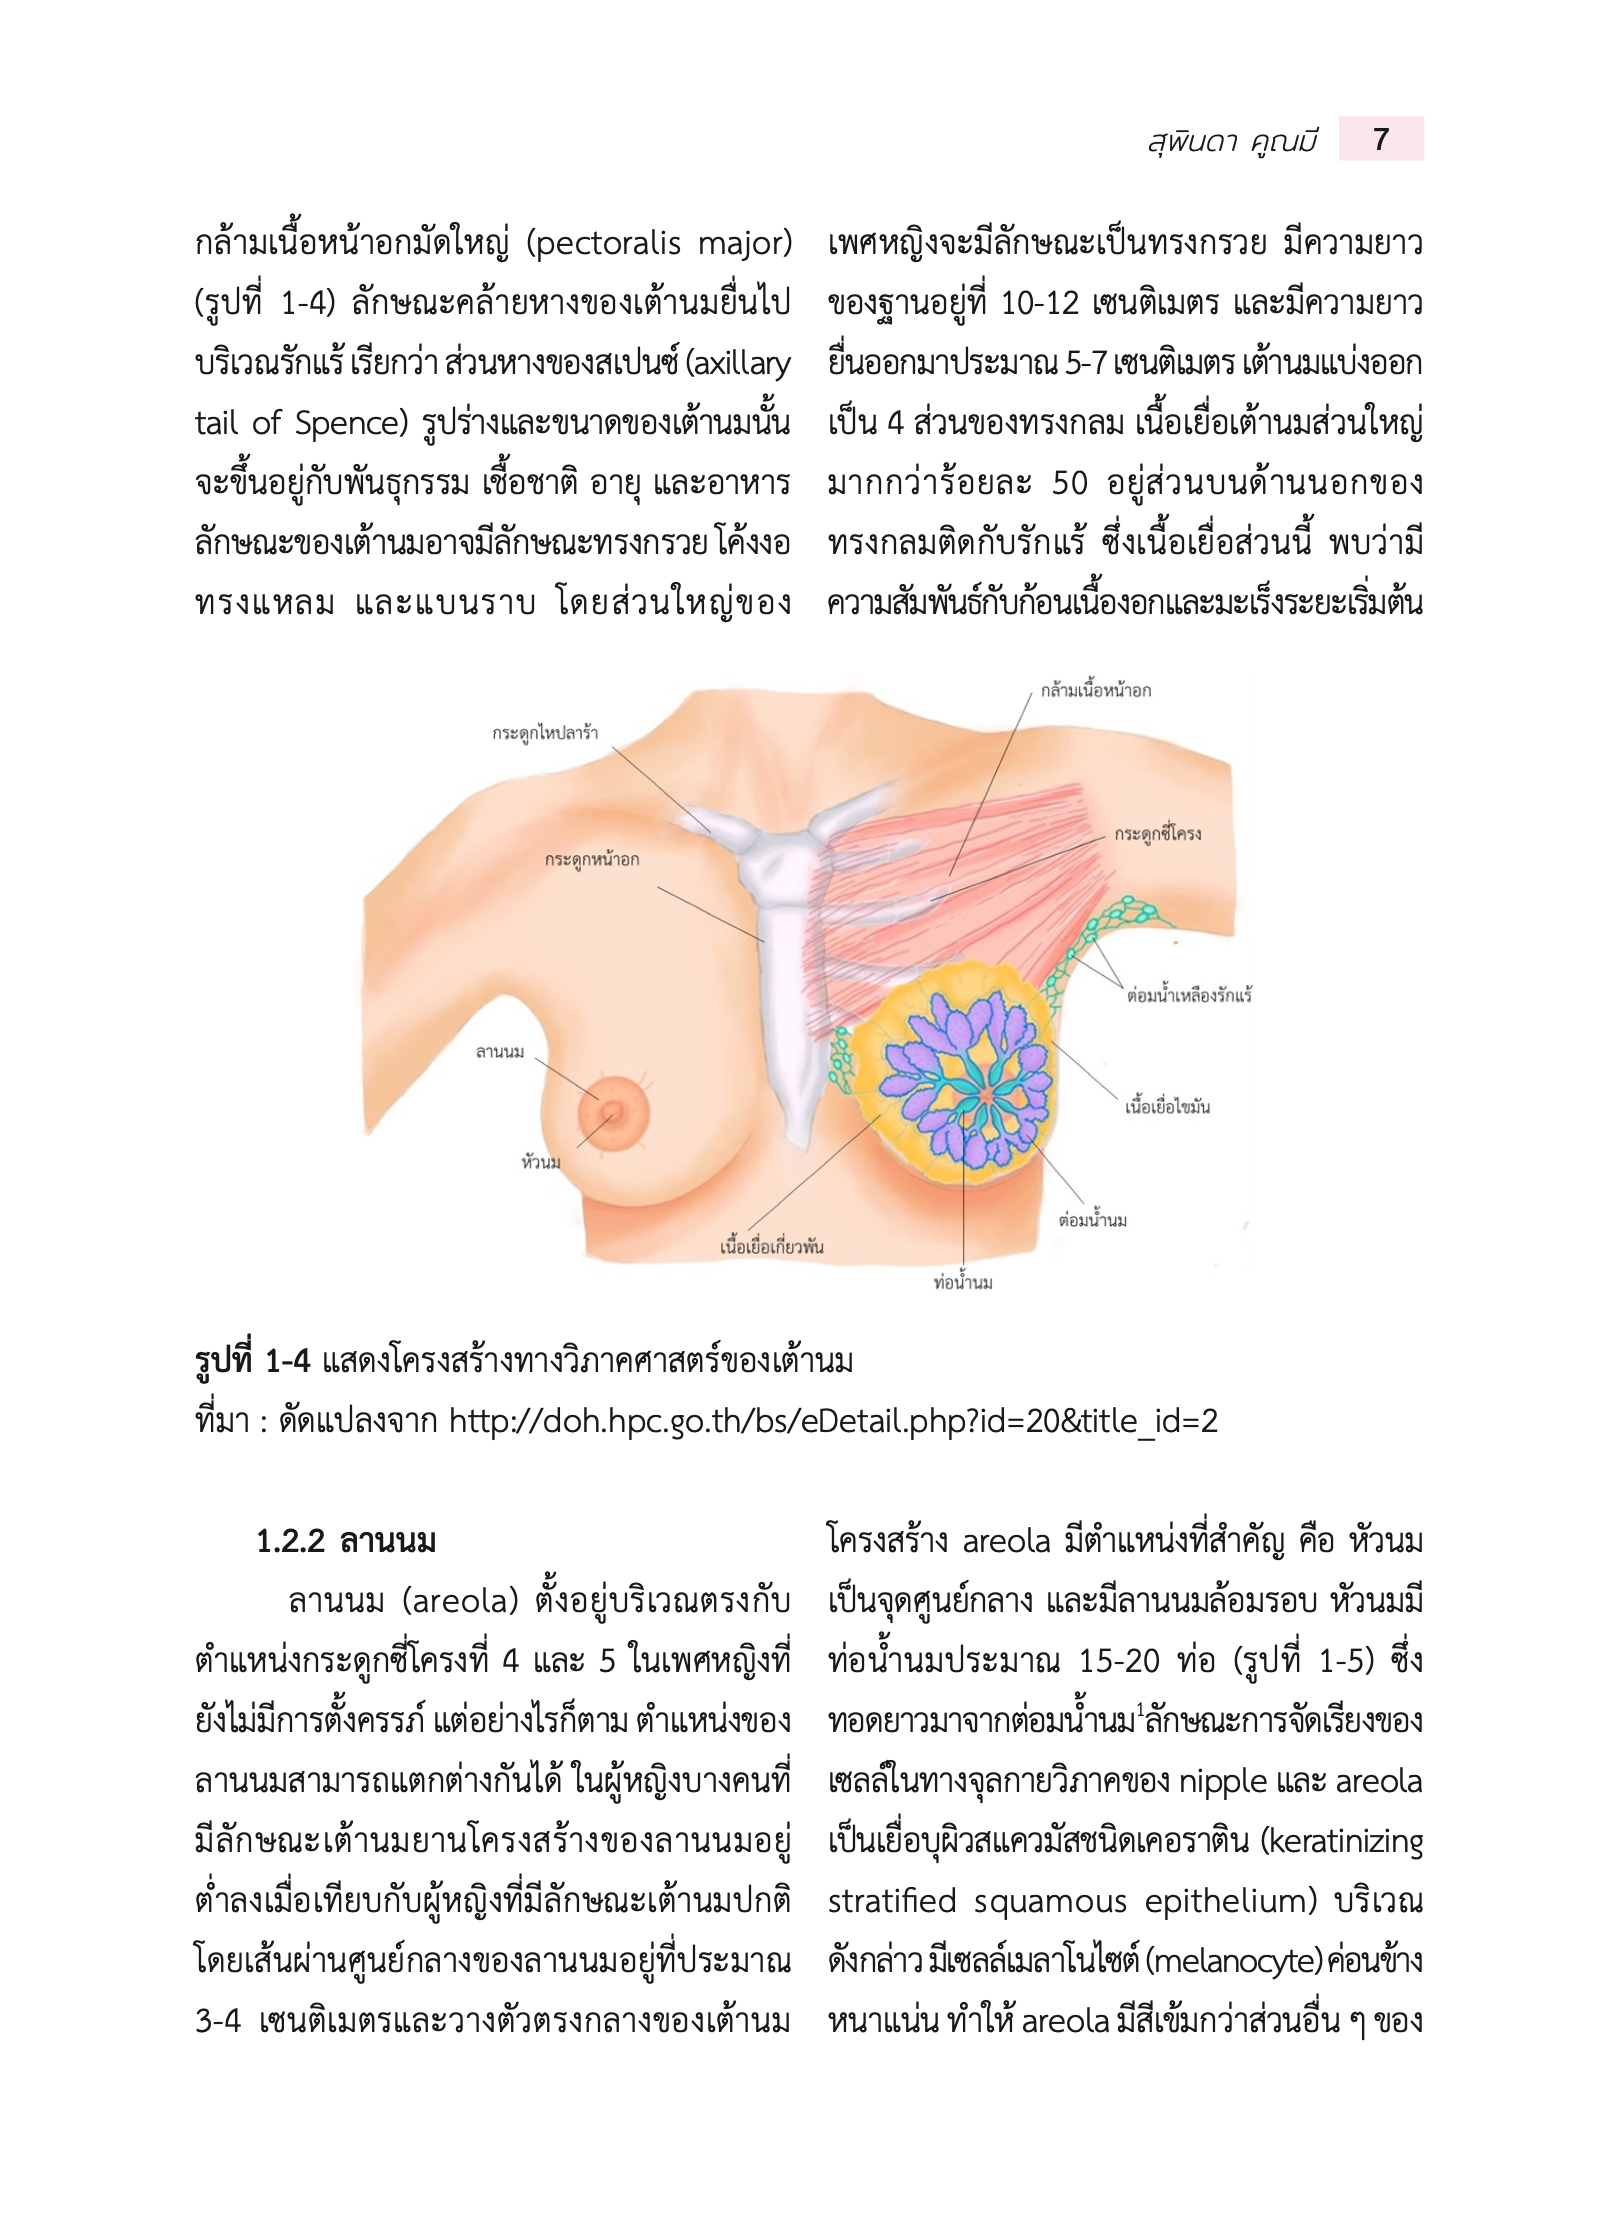 สุพินดา คูณมี 7
กล้ามเนื้อหน้าอกมัดใหญ่ (pectoralis major)
(รูปที่ 1-4) ลักษณะคล้ายหางของเต้านมยื่นไป
บริเวณรักแร้ เรียกว่า ส่วนหางของสเปนซ์ (axillary
tail of Spence) รูปร่างและขนาดของเต้านมนั้น
จะขึ้นอยู่กับพันธุกรรม เชื้อชาติ อายุ และอาหาร
ลักษณะของเต้านมอาจมีลักษณะทรงกรวย โค้งงอ
ทรงแหลม และแบนราบ โดยส่วนใหญ่ของ
เพศหญิงจะมีลักษณะเป็นทรงกรวย มีความยาว
ของฐานอยู่ที่ 10-12 เซนติเมตร และมีความยาว
ยื่นออกมาประมาณ 5-7 เซนติเมตร เต้านมแบ่งออก
เป็น 4 ส่วนของทรงกลม เนื้อเยื่อเต้านมส่วนใหญ่
มากกว่าร้อยละ 50 อยู่ส่วนบนด้านนอกของ
ทรงกลมติดกับรักแร้ ซึ่งเนื้อเยื่อส่วนนี้ พบว่ามี
ความสัมพันธ์กับก้อนเนื้องอกและมะเร็งระยะเริ่มต้น
กล้ามเนื้อหน้าอก
กระดูกไหปลาร้า
กระดูกซี่โครง
กระดูกหน้าอก
ต่อมน้ำเหลืองรักแร้
ลานนม
เนื้อเยื่อไขมัน
หัวนม
ต่อมน้ำนม
เนื้อเยื่อเกี่ยวพัน
ท่อน้ำนม
รูปที่ 1-4 แสดงโครงสร้างทางวิภาคศาสตร์ของเต้านม
ที่มา : ดัดแปลงจาก http://doh.hpc.go.th/bs/eDetail.php?id=20&title_id=2
1.2.2 ลานนม
ลานนม (areola) ตั้งอยู่บริเวณตรงกับ
ตำแหน่งกระดูกซี่โครงที่ 4 และ 5 ในเพศหญิงที่
ยังไม่มีการตั้งครรภ์ แต่อย่างไรก็ตาม ตำแหน่งของ
ลานนมสามารถแตกต่างกันได้ ในผู้หญิงบางคนที่
มีลักษณะเต้านมยานโครงสร้างของลานนมอยู่
ต่ำลงเมื่อเทียบกับผู้หญิงที่มีลักษณะเต้านมปกติ
โดยเส้นผ่านศูนย์กลางของลานนมอยู่ที่ประมาณ
3-4 เซนติเมตรและวางตัวตรงกลางของเต้านม
โครงสร้าง areola มีตำแหน่งที่สำคัญ คือ หัวนม
เป็นจุดศูนย์กลาง และมีลานนมล้อมรอบ หัวนมมี
ท่อน้ำนมประมาณ 15-20 ท่อ (รูปที่ 1-5) ซึ่ง
ทอดยาวมาจากต่อมน้ำนม¹ลักษณะการจัดเรียงของ
เซลล์ในทางจุลกายวิภาคของ nipple และ areola
เป็นเยื่อบุผิวสแควมัสชนิดเคอราติน (keratinizing
stratified squamous epithelium) บริเวณ
ดังกล่าว มีเซลล์เมลาโนไซต์ (melanocyte) ค่อนข้าง
หนาแน่น ทำให้ areola มีสีเข้มกว่าส่วนอื่น ๆ ของ